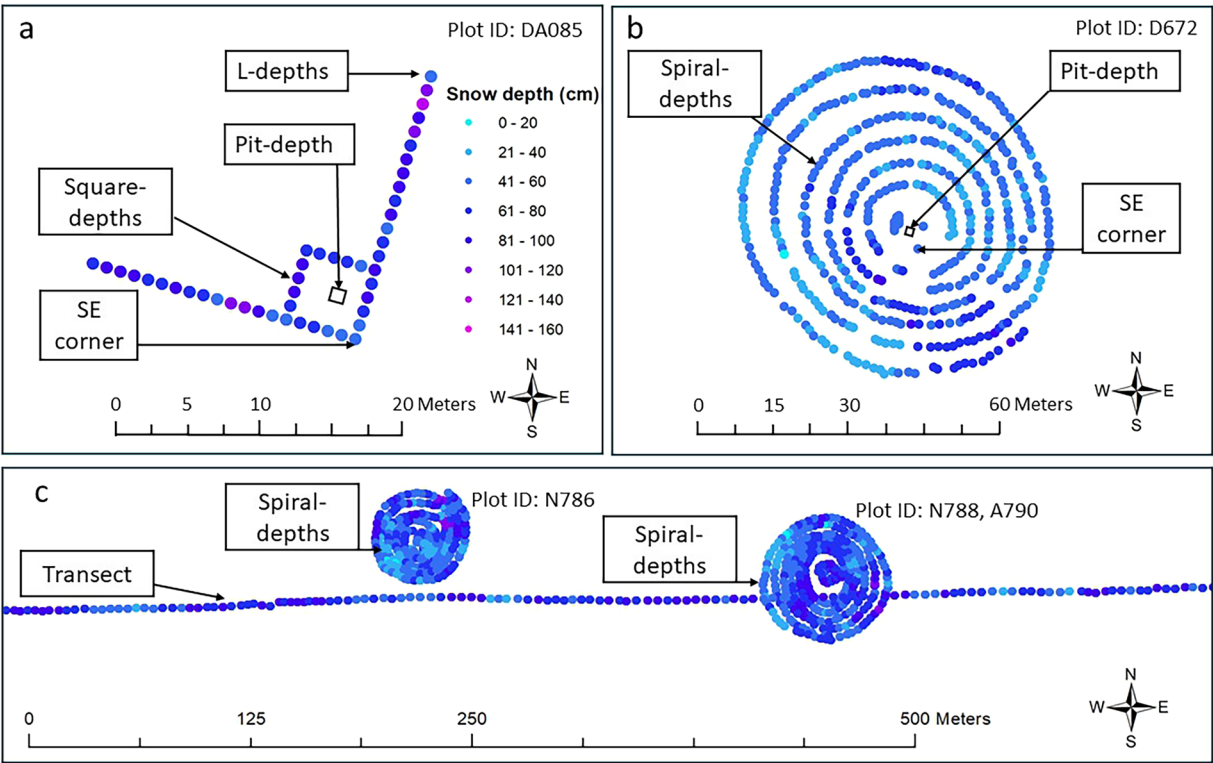 a
Plot ID: DA085
L-depths
Snow depth (cm)
0 - 20
21 - 40
41 - 60
61 - 80
81 - 100
101 - 120
121 - 140
141 - 160
Pit-depth
Square-
depths
SE
corner
N
W
E
S
0
5
10
20 Meters
b
Plot ID: D672
Spiral-
depths
Pit-depth
SE
corner
N
W
E
S
0
15
30
60 Meters
c
Spiral-
depths
Plot ID: N786
Spiral-
depths
Plot ID: N788, A790
Transect
N
W
E
S
0
125
250
500 Meters